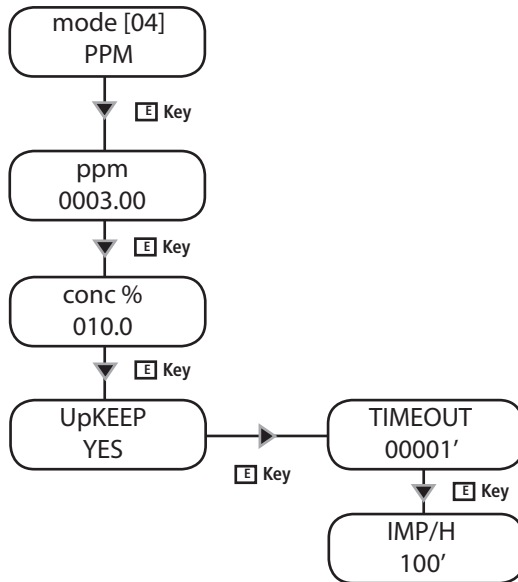 mode [04]
PPM
E Key
ppm
0003.00
E Key
conc %
010.0
E Key
UpKEEP
YES
E Key
TIMEOUT
00001'
E Key
IMP/H
100'